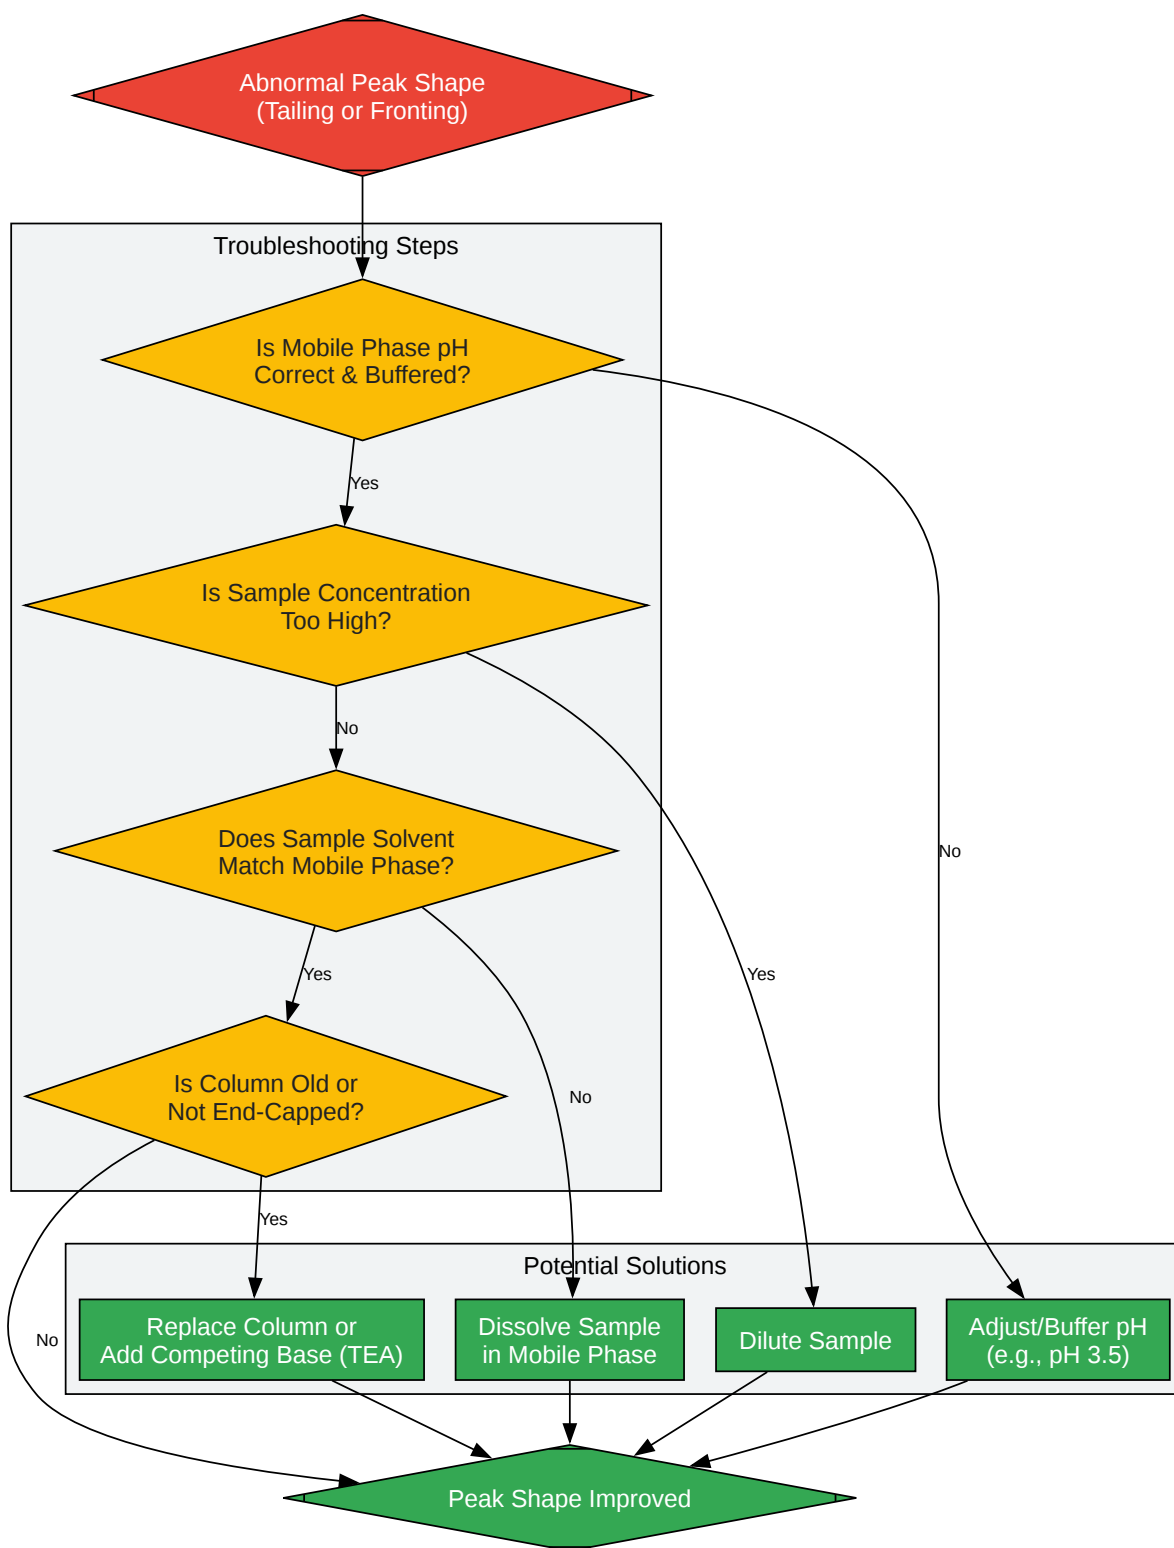 Abnormal Peak Shape
(Tailing or Fronting)
Troubleshooting Steps
Is Mobile Phase pH
Correct & Buffered?
Yes
Is Sample Concentration
Too High?
No
Does Sample Solvent
Match Mobile Phase?
No
Yes
Yes
Is Column Old or
Not End-Capped?
No
Yes
Potential Solutions
Replace Column or
Add Competing Base (TEA)
Dissolve Sample
in Mobile Phase
Dilute Sample
Adjust/Buffer pH
(e.g., pH 3.5)
No
Peak Shape Improved